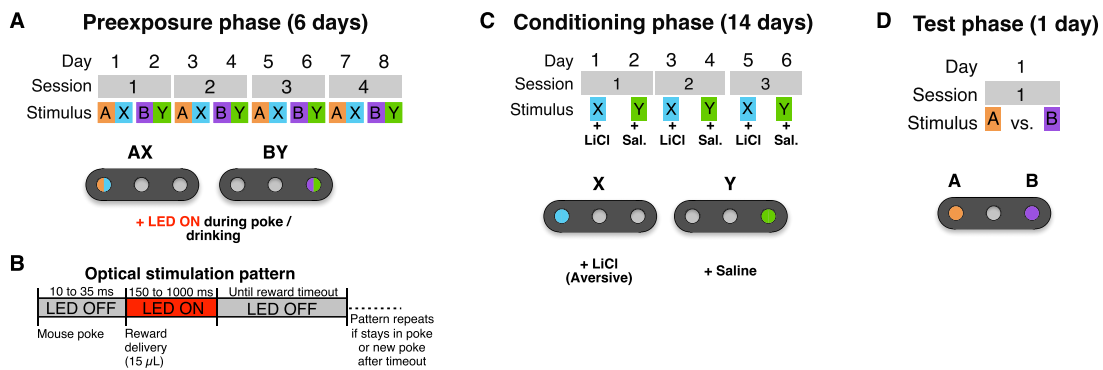 A
Preexposure phase (6 days)
Day 1 2 3 4 5 6 7 8
Session 1 2 3 4
Stimulus A X B Y A X B Y A X B Y A X B Y
AX BY
+ LED ON during poke /
drinking
B
Optical stimulation pattern
10 to 35 ms 150 to 1000 ms Until reward timeout
LED OFF LED ON LED OFF
Mouse poke
Reward
delivery
(15 µL)
Pattern repeats
if stays in poke
or new poke
after timeout
C
Conditioning phase (14 days)
Day 1 2 3 4 5 6
Session 1 2 3
Stimulus X Y X Y X Y
+ + + + + +
LiCl Sal. LiCl Sal. LiCl Sal.
X Y
+ LiCl
(Aversive)
+ Saline
D
Test phase (1 day)
Day 1
Session 1
Stimulus A vs. B
A B